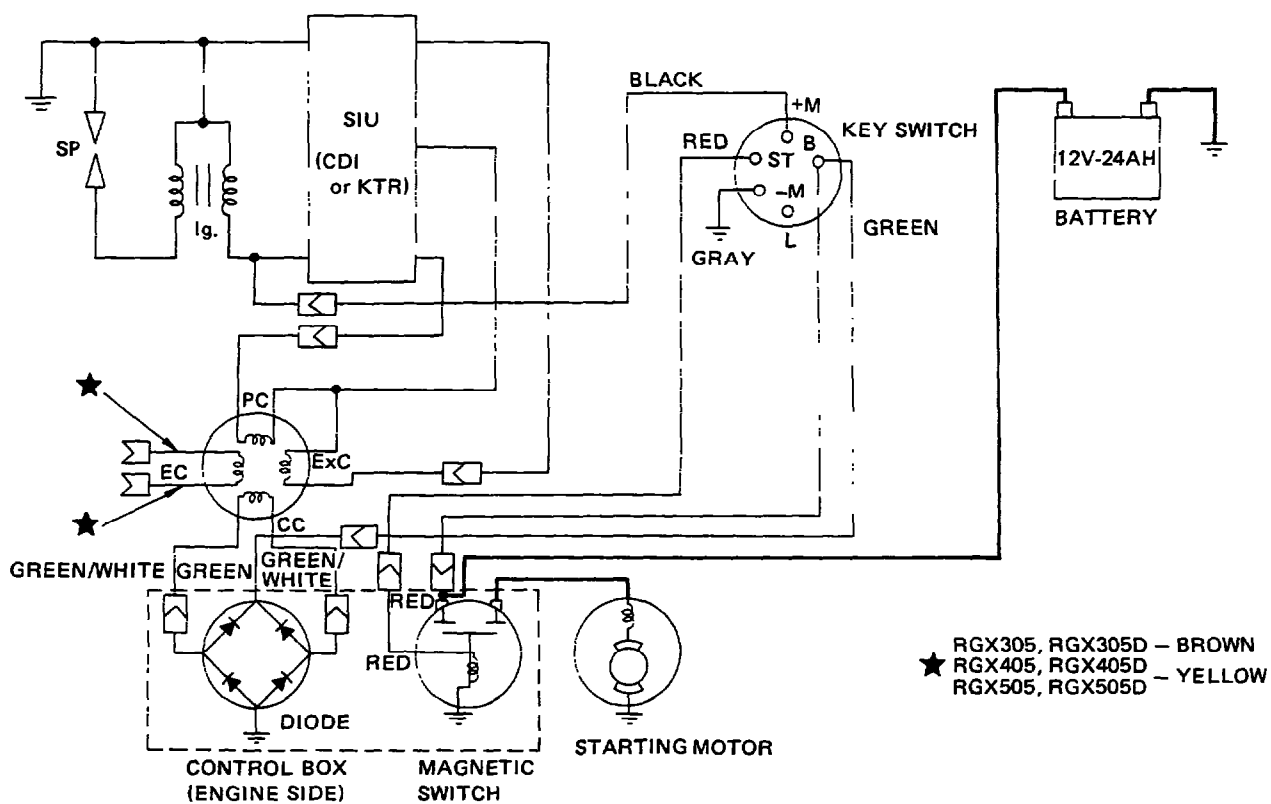 SP
Ig.
SIU
(CDI
or KTR)
BLACK
+M
KEY SWITCH
RED
ST
B
–M
L
GRAY
GREEN
12V-24AH
BATTERY
PC
EC
ExC
CC
GREEN/WHITE
GREEN
GREEN/
WHITE
RED
RED
DIODE
STARTING MOTOR
CONTROL BOX
(ENGINE SIDE)
MAGNETIC
SWITCH
★ RGX305, RGX305D – BROWN
RGX405, RGX405D – YELLOW
RGX505, RGX505D